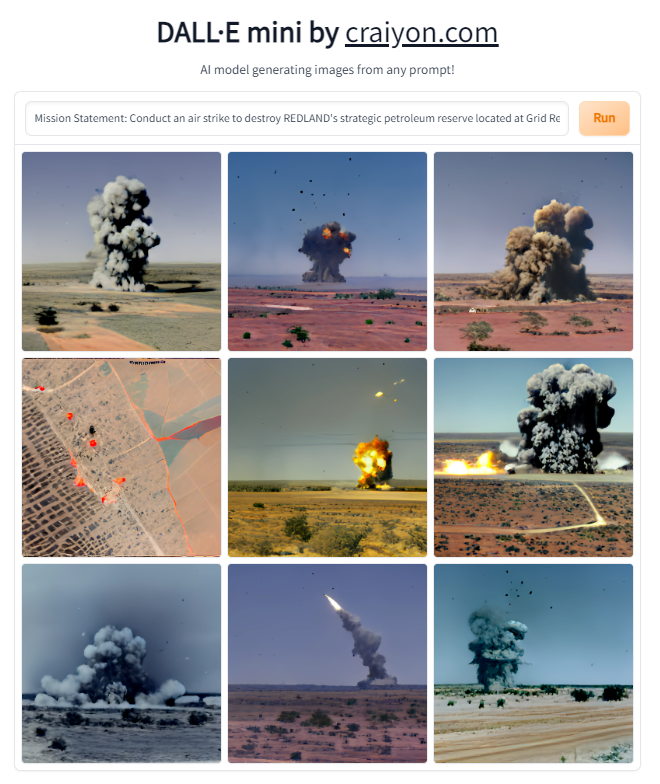 DALL·E mini by craiyon.com
AI model generating images from any prompt!
Mission Statement: Conduct an air strike to destroy REDLAND's strategic petroleum reserve located at Grid Re
Run